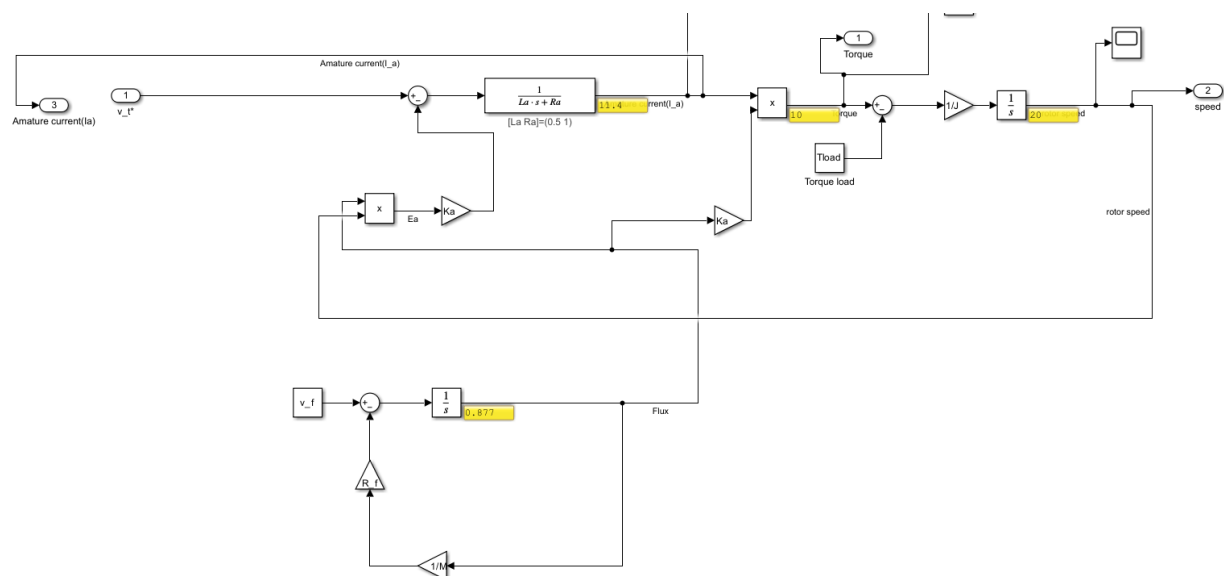 1
Torque
Amature current(I_a)
3
Amature current(Ia)
1
v_t*
+
-
1
La · s + Ra
11.4
current(I_a)
[La Ra]=(0.5 1)
x
10
+
-
1/J
1
s
20
speed
2
speed
Tload
Torque load
x
Ea
Ka
Ka
rotor speed
v_f
+
-
1
s
0.877
Flux
R_f
1/M